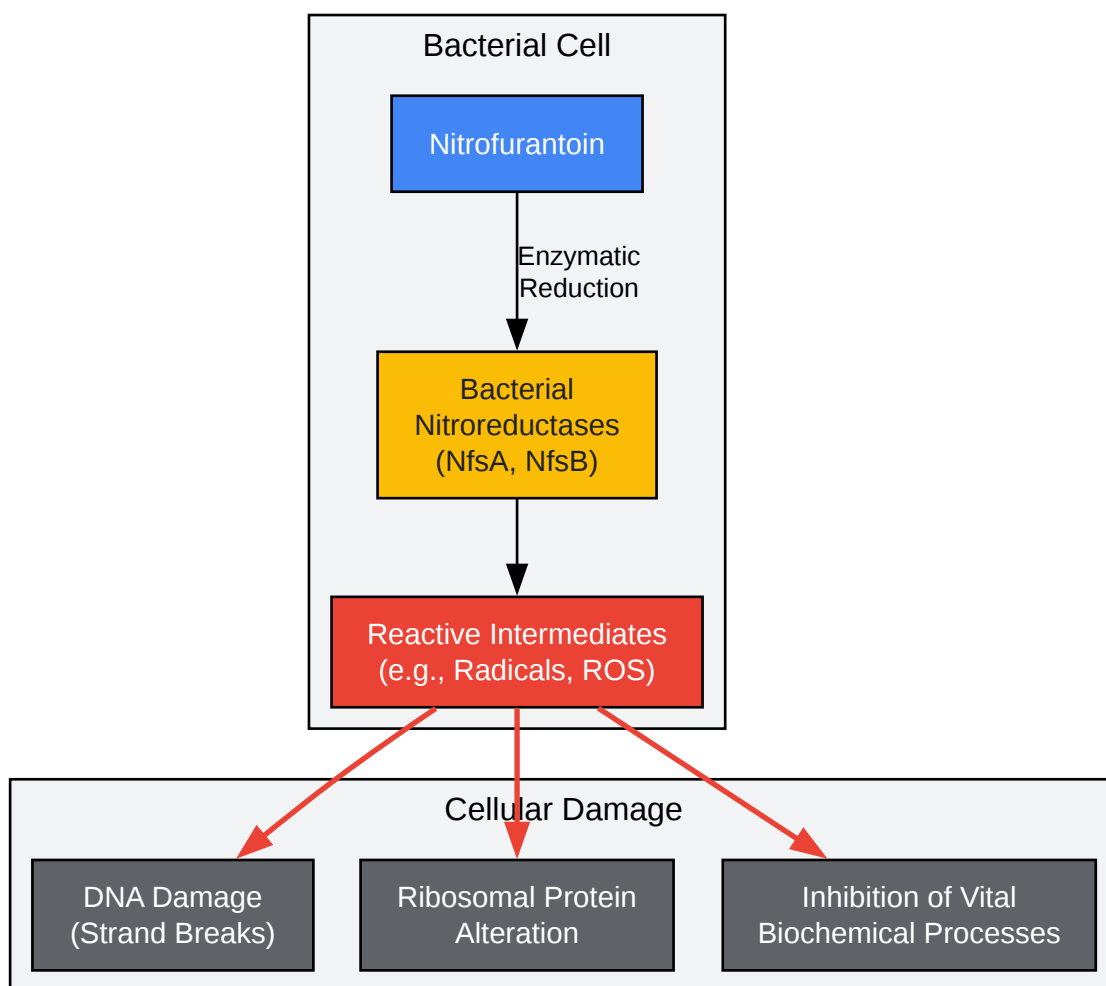 Bacterial Cell
Nitrofurantoin
Enzymatic
Reduction
Bacterial
Nitroreductases
(NfsA, NfsB)
Reactive Intermediates
(e.g., Radicals, ROS)
Cellular Damage
DNA Damage
(Strand Breaks)
Ribosomal Protein
Alteration
Inhibition of Vital
Biochemical Processes